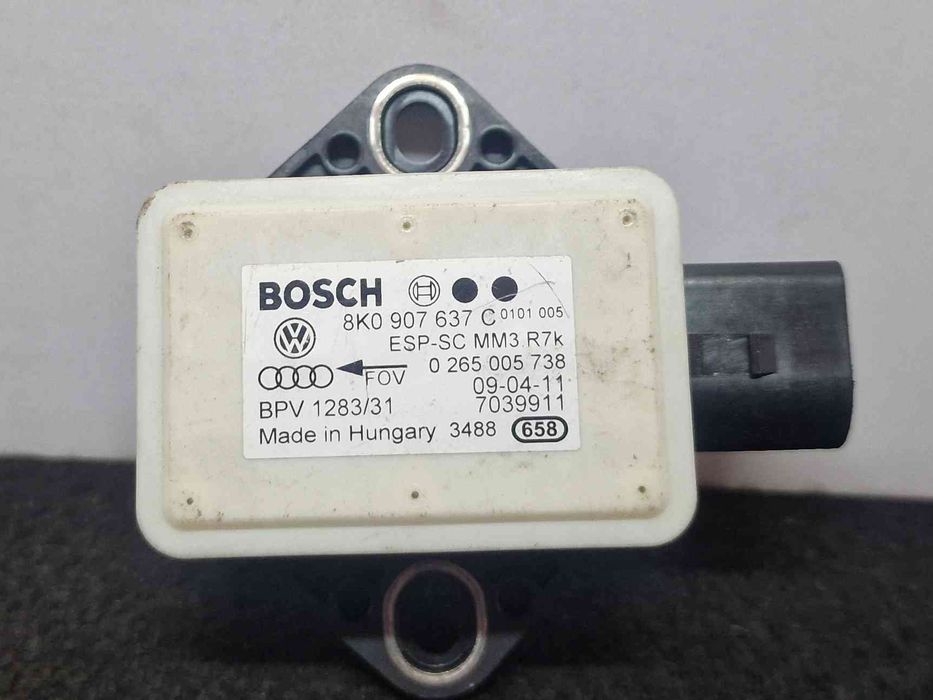 BOSCH
8K0 907 637 C 0101 005
ESP-SC MM3 R7k
0 265 005 738
FOV
09-04-11
BPV 1283/31 7039911
Made in Hungary 3488 658